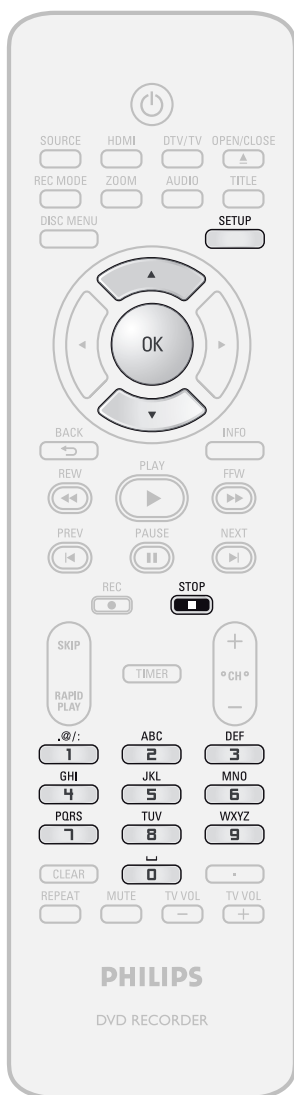 SOURCE HDMI DTV/TV OPEN/CLOSE
REC MODE ZOOM AUDIO TITLE
DISC MENU SETUP
OK
BACK INFO
REW PLAY FFW
PREV PAUSE NEXT
REC STOP
SKIP
RAPID
PLAY
TIMER
+
CH
−
.@/: ABC DEF
1 2 3
GHI JKL MNO
4 5 6
PQRS TUV WXYZ
7 8 9
CLEAR 0 .
REPEAT MUTE TV VOL TV VOL
− +
PHILIPS
DVD RECORDER